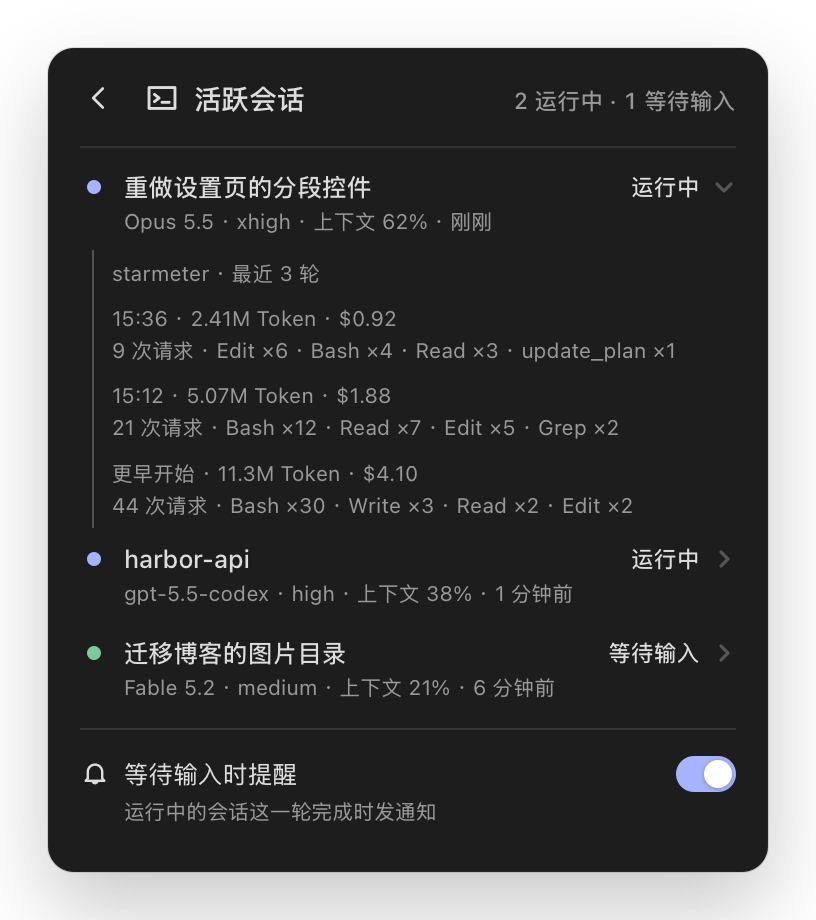 活跃会话
2 运行中 · 1 等待输入
重做设置页的分段控件
运行中
Opus 5.5 · xhigh · 上下文 62% · 刚刚
starmeter · 最近 3 轮
15:36 · 2.41M Token · $0.92
9 次请求 · Edit ×6 · Bash ×4 · Read ×3 · update_plan ×1
15:12 · 5.07M Token · $1.88
21 次请求 · Bash ×12 · Read ×7 · Edit ×5 · Grep ×2
更早开始 · 11.3M Token · $4.10
44 次请求 · Bash ×30 · Write ×3 · Read ×2 · Edit ×2
harbor-api
运行中
gpt-5.5-codex · high · 上下文 38% · 1 分钟前
迁移博客的图片目录
等待输入
Fable 5.2 · medium · 上下文 21% · 6 分钟前
等待输入时提醒
运行中的会话这一轮完成时发通知